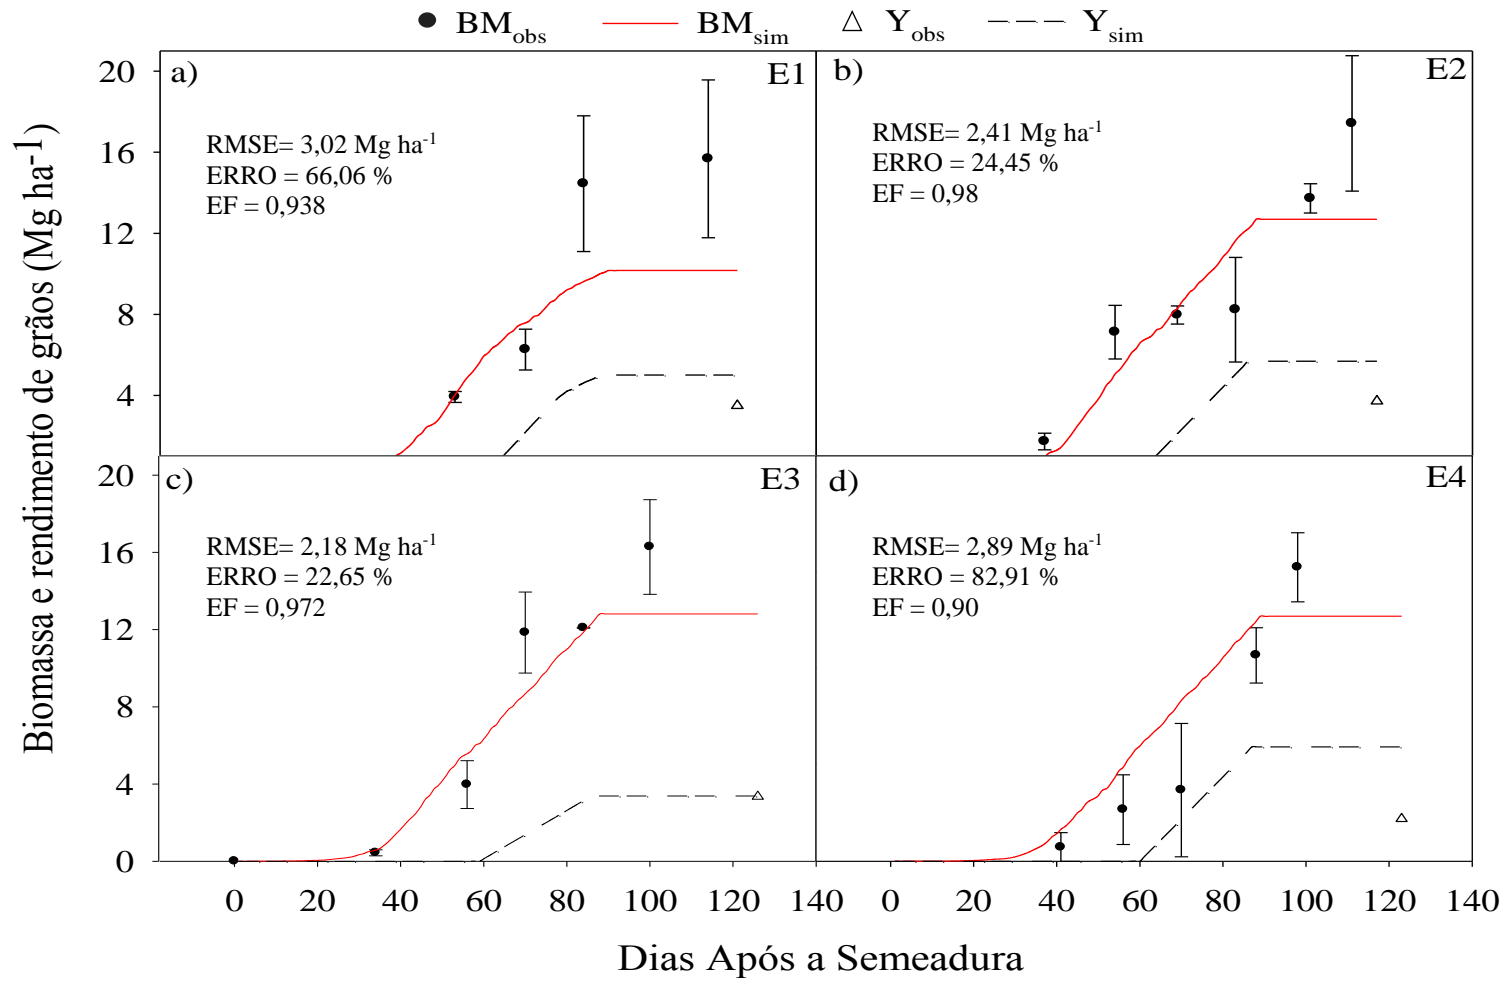 BMobs BMsim Yobs Ysim
Biomassa e rendimento de grãos (Mg ha-1)
a) E1
RMSE= 3,02 Mg ha-1
ERRO = 66,06 %
EF = 0,938
b) E2
RMSE= 2,41 Mg ha-1
ERRO = 24,45 %
EF = 0,98
20
16
12
8
4
c) E3
RMSE= 2,18 Mg ha-1
ERRO = 22,65 %
EF = 0,972
d) E4
RMSE= 2,89 Mg ha-1
ERRO = 82,91 %
EF = 0,90
20
16
12
8
4
0
0 20 40 60 80 100 120 140 0 20 40 60 80 100 120 140
Dias Após a Semeadura